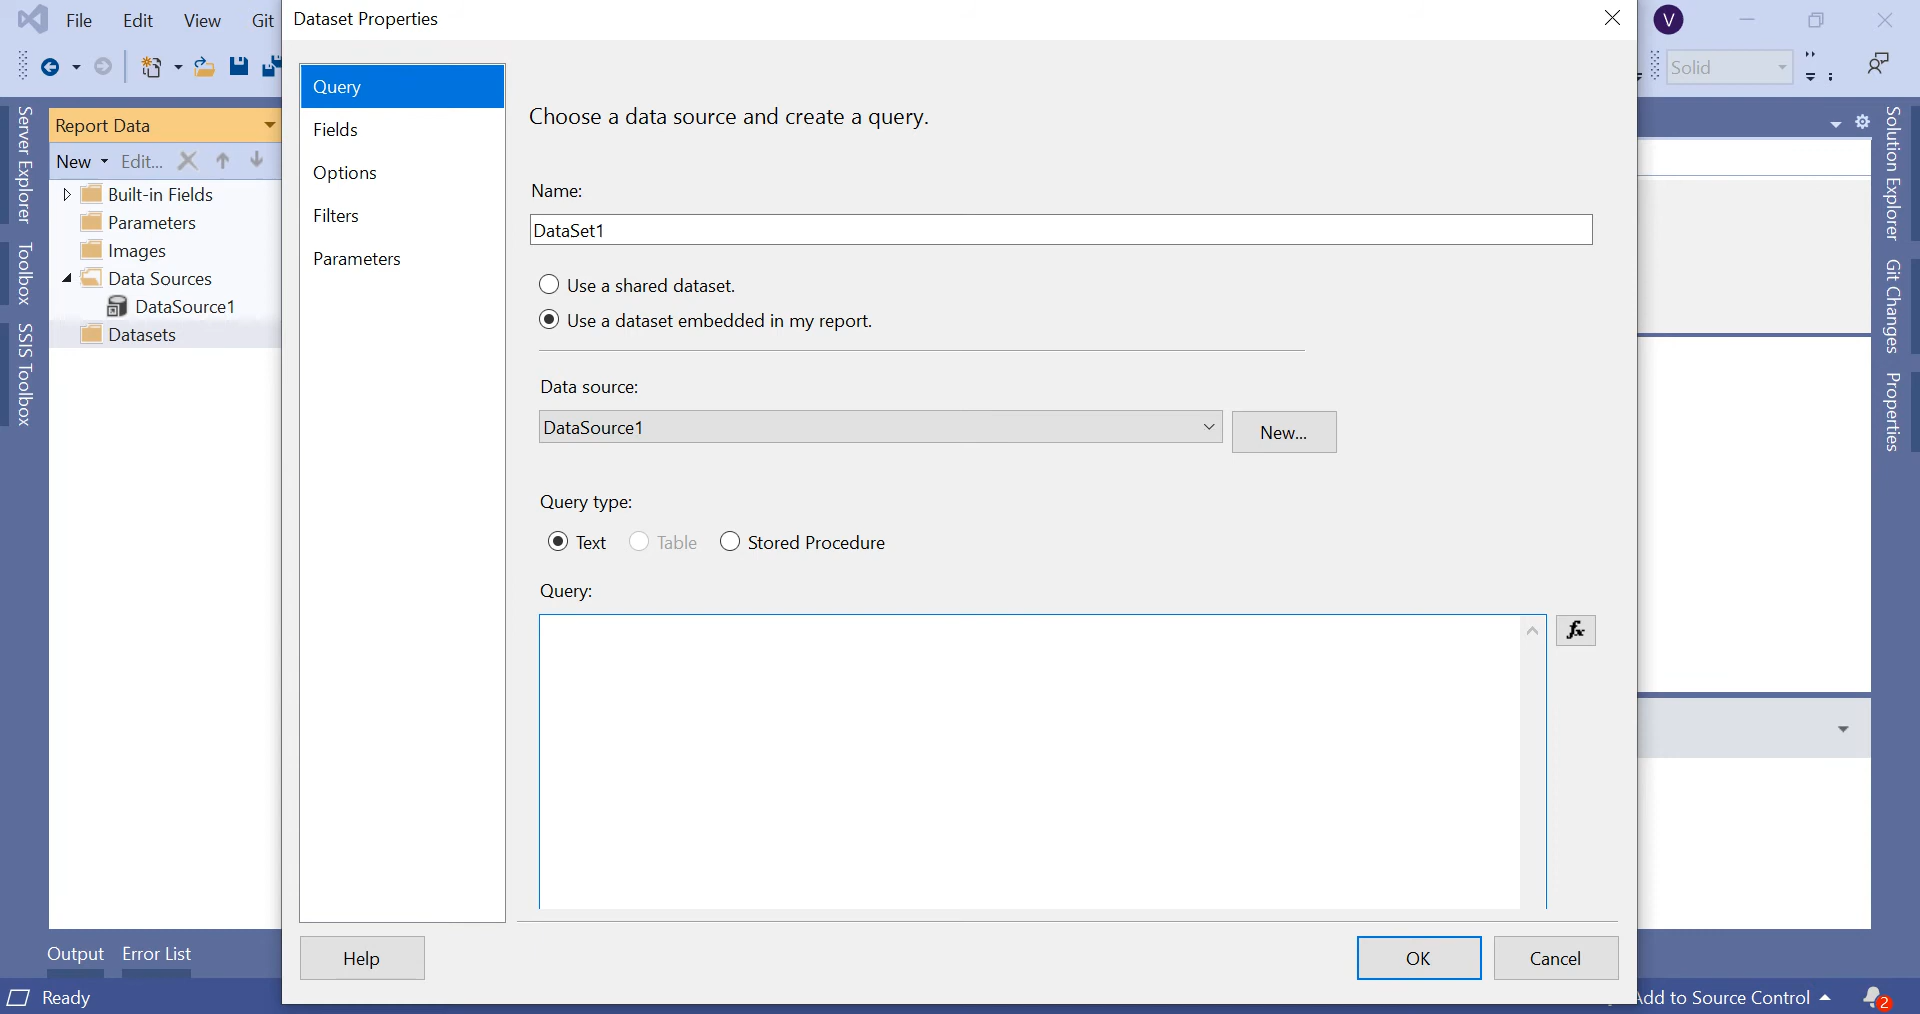 File Edit View Git
Dataset Properties
V
Solid
Server Explorer
Toolbox
SSIS Toolbox
Report Data
New Edit...
Built-in Fields
Parameters
Images
Data Sources
DataSource1
Datasets
Query
Fields
Options
Filters
Parameters
Choose a data source and create a query.
Name:
DataSet1
Use a shared dataset.
Use a dataset embedded in my report.
Data source:
DataSource1
New...
Query type:
Text Table Stored Procedure
Query:
fx
Help
OK
Cancel
Solution Explorer
Git Changes
Properties
Output Error List
Ready
Add to Source Control
2